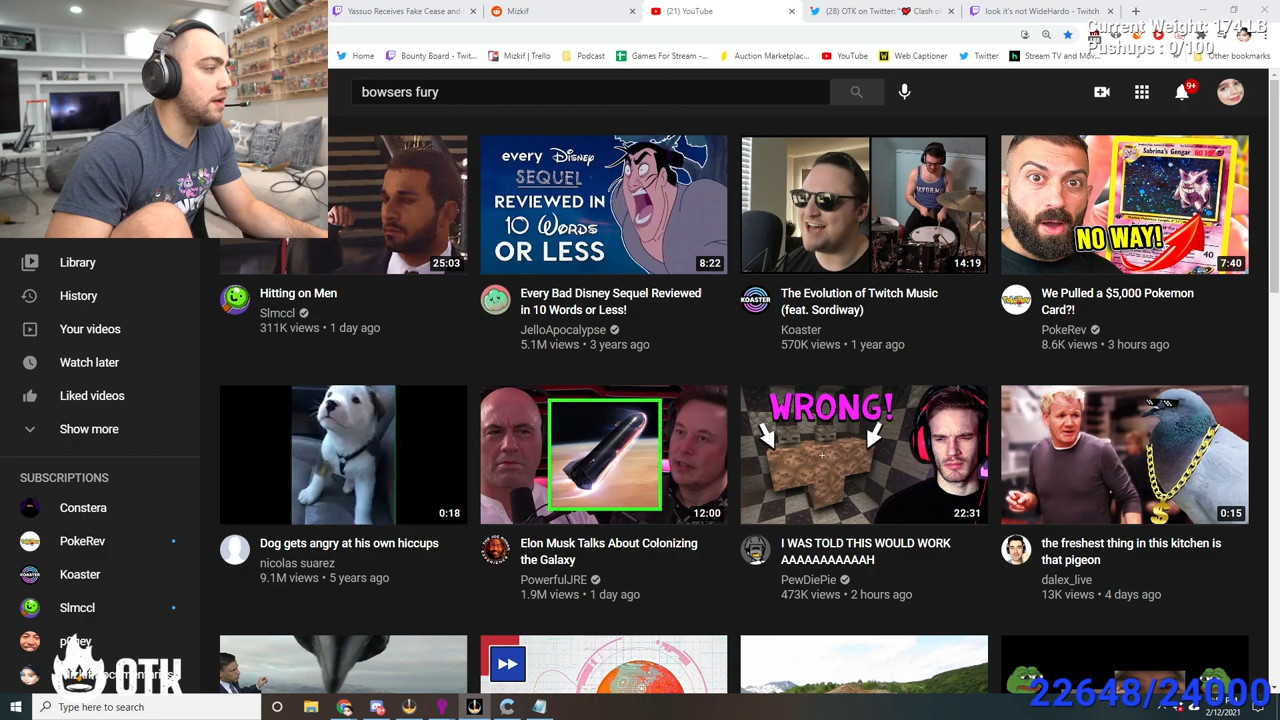 Yassuo Receives Fake Cease and
Mizkif
(21) YouTube
(28) OTK on Twitter: "❤️ Clash of
look it's not WideHardo - Twitch
Current Weight: 174 LB
Pushups : 0/100
Home
Bounty Board - Twit...
Mizkif | Trello
Podcast
Games For Stream -...
Auction Marketplac...
YouTube
Web Captioner
Twitter
Stream TV and Mov...
Other bookmarks
bowsers fury
9+
Library
History
Your videos
Watch later
Liked videos
Show more
SUBSCRIPTIONS
Constera
PokeRev
Koaster
Slmccl
OTK
25:03
Hitting on Men
Slmccl
311K views • 1 day ago
every Disney
SEQUEL
REVIEWED IN
10 WORDS
OR LESS
8:22
Every Bad Disney Sequel Reviewed
in 10 Words or Less!
JelloApocalypse
5.1M views • 3 years ago
14:19
KOASTER
The Evolution of Twitch Music
(feat. Sordiway)
Koaster
570K views • 1 year ago
Sabrina's Gengar
NO WAY!
7:40
We Pulled a $5,000 Pokemon
Card?!
PokeRev
8.6K views • 3 hours ago
0:18
Dog gets angry at his own hiccups
nicolas suarez
9.1M views • 5 years ago
12:00
Elon Musk Talks About Colonizing
the Galaxy
PowerfulJRE
1.9M views • 1 day ago
WRONG!
22:31
I WAS TOLD THIS WOULD WORK
AAAAAAAAAAAH
PewDiePie
473K views • 2 hours ago
0:15
the freshest thing in this kitchen is
that pigeon
dalex_live
13K views • 4 days ago
22648/24000
Type here to search
2/12/2021